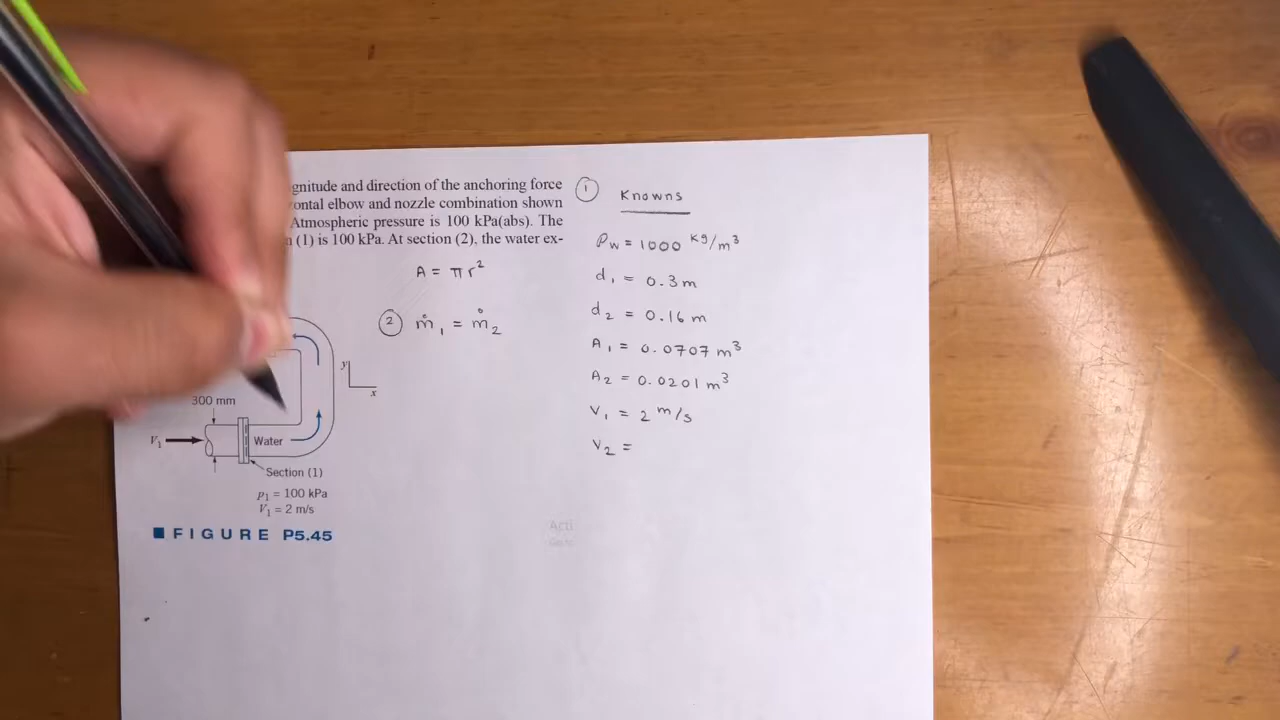 gnitude and direction of the anchoring force
ontal elbow and nozzle combination shown
Atmospheric pressure is 100 kPa(abs). The
(1) is 100 kPa. At section (2), the water ex-
A = πr²
② ṁ₁ = ṁ₂
① Knowns
ρw = 1000 kg/m³
d₁ = 0.3 m
d₂ = 0.16 m
A₁ = 0.0707 m³
A₂ = 0.0201 m³
V₁ = 2 m/s
V₂ =
y
x
300 mm
V₁
Water
Section (1)
p₁ = 100 kPa
V₁ = 2 m/s
■ FIGURE P5.45
Acti